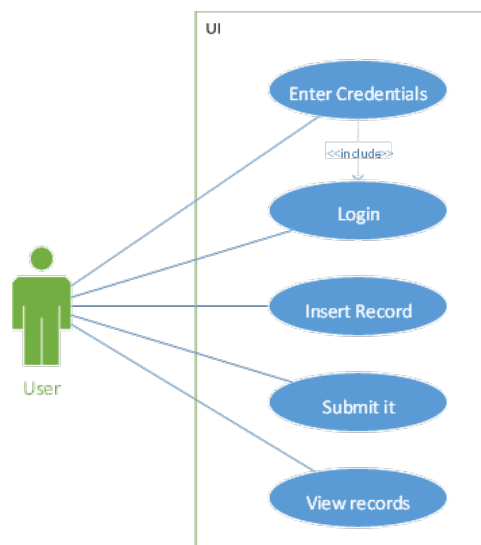 UI
Enter Credentials
<<include>>
Login
Insert Record
User
Submit it
View records